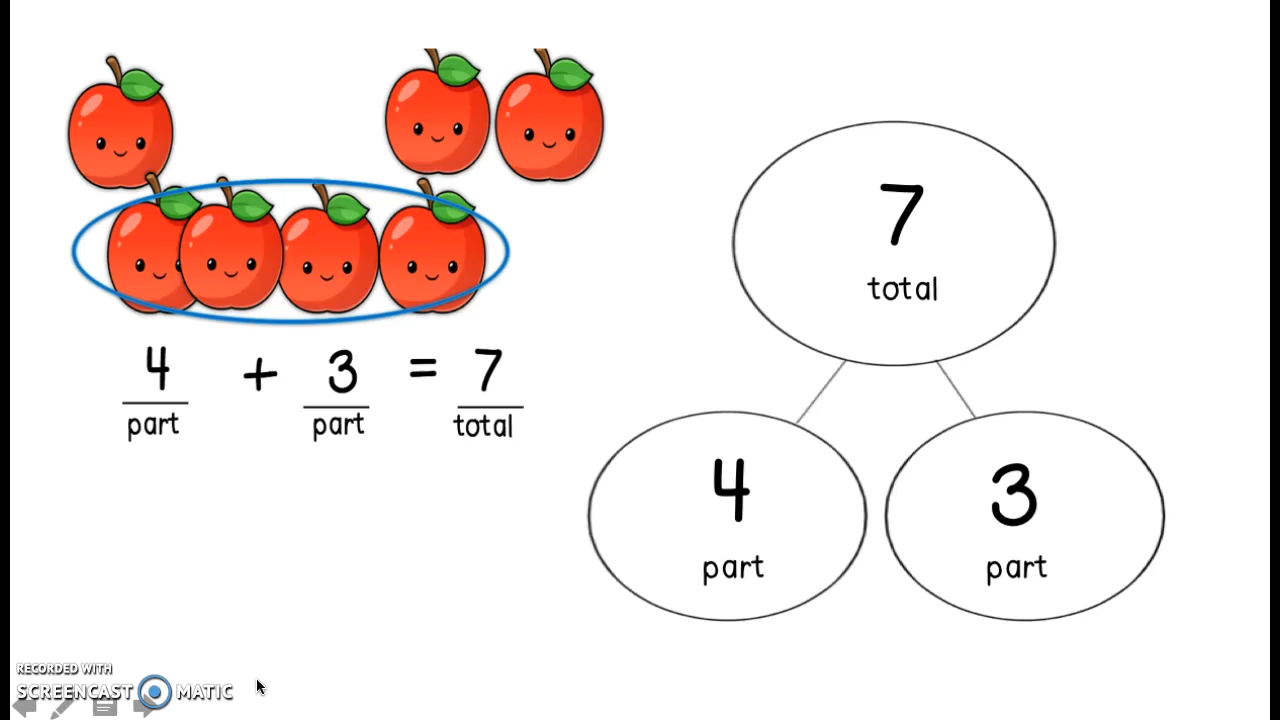 4 + 3 = 7
part part total
7
total
4
part
3
part
RECORDED WITH
SCREENCAST MATIC